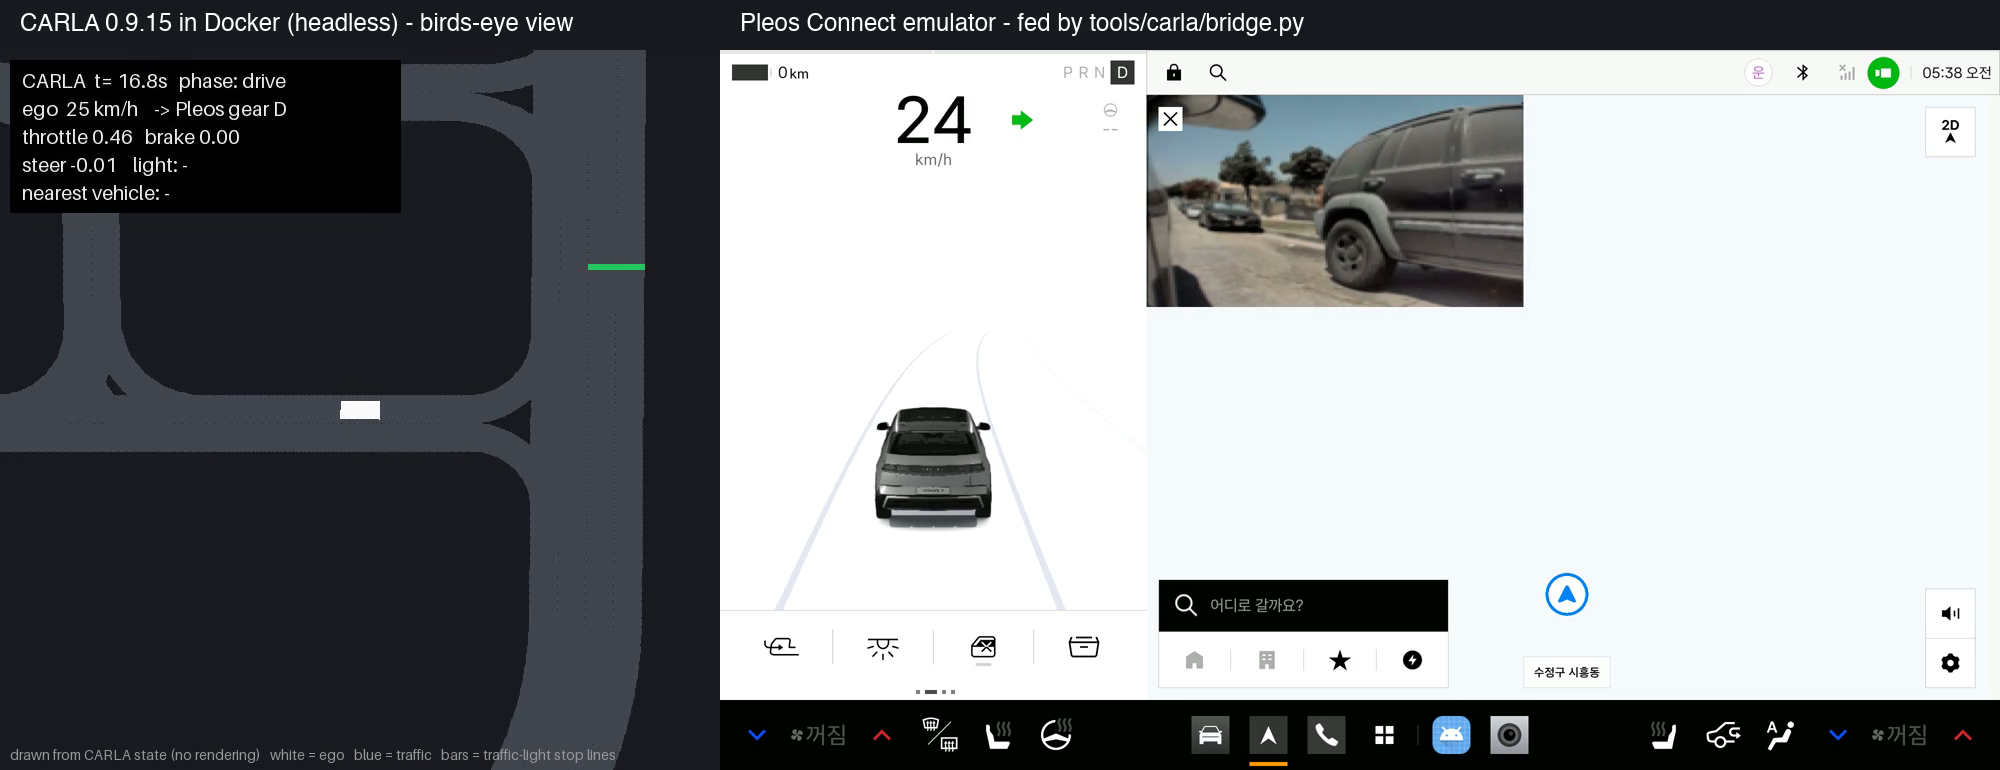 CARLA 0.9.15 in Docker (headless) - birds-eye view
CARLA t= 16.8s phase: drive
ego 25 km/h -> Pleos gear D
throttle 0.46 brake 0.00
steer -0.01 light: -
nearest vehicle: -
drawn from CARLA state (no rendering) white = ego blue = traffic bars = traffic-light stop lines
Pleos Connect emulator - fed by tools/carla/bridge.py
0 km
P R N D
24
km/h
--
운
05:38 오전
2D
어디로 갈까요?
수정구 시흥동
꺼짐
A
꺼짐